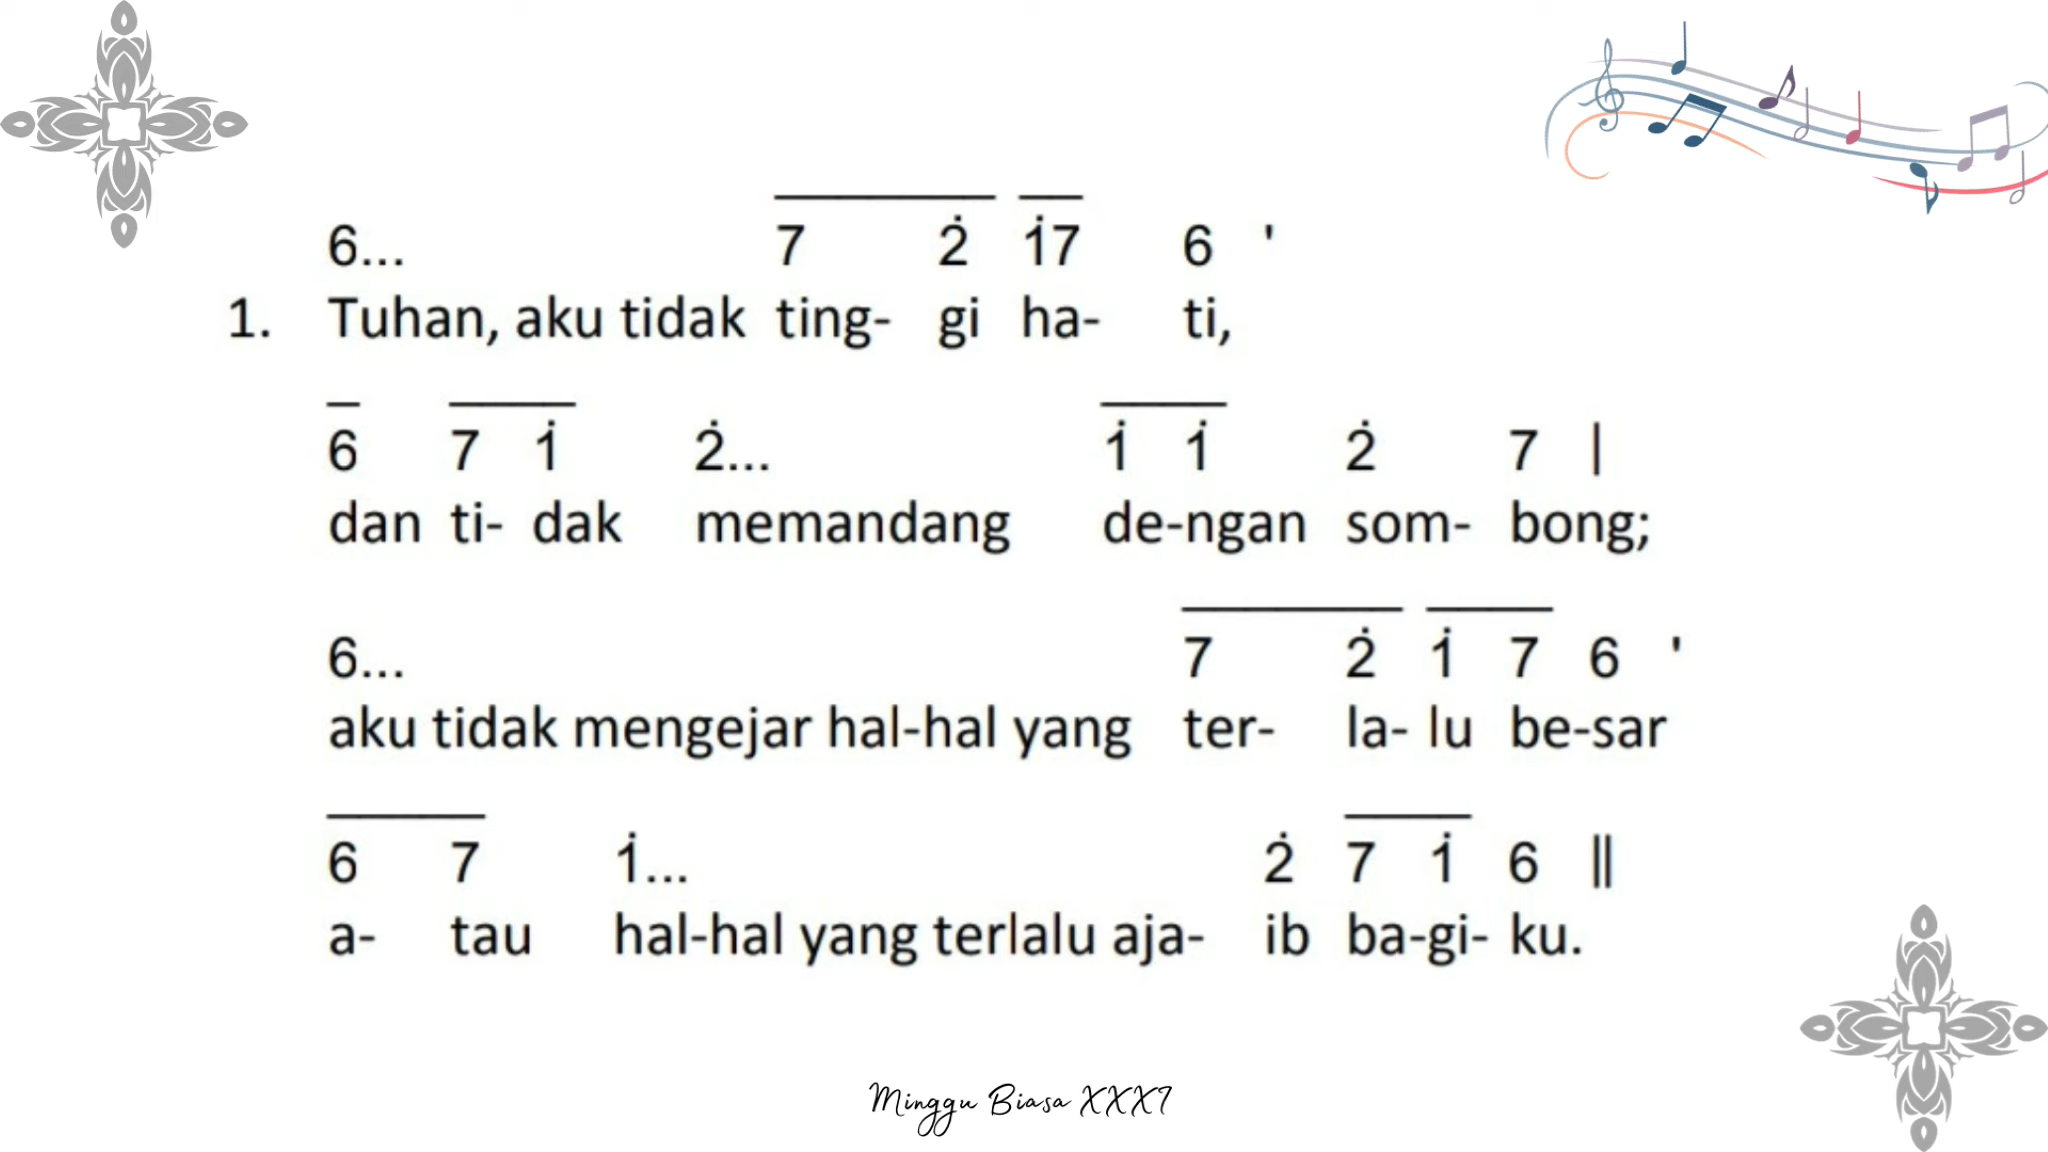 6... 7 2̇ 1̇7 6 '
1. Tuhan, aku tidak ting- gi ha- ti,
6 7 1̇ 2̇... 1̇ 1̇ 2̇ 7 |
dan ti- dak memandang de-ngan som- bong;
6... 7 2̇ 1̇ 7 6 '
aku tidak mengejar hal-hal yang ter- la- lu be-sar
6 7 1̇... 2̇ 7 1̇ 6 ||
a- tau hal-hal yang terlalu aja- ib ba-gi- ku.
Minggu Biasa XXXI